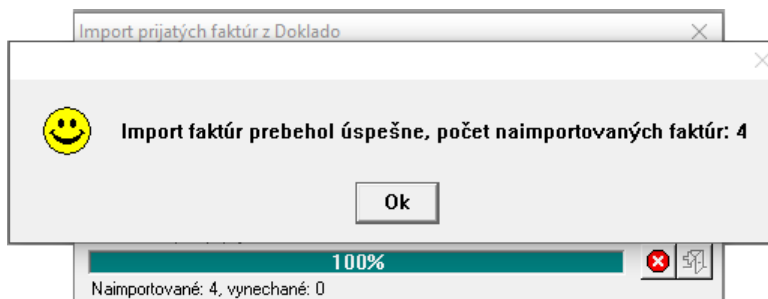 Import prijatých faktúr z Doklado
Import faktúr prebehol úspešne, počet naimportovaných faktúr: 4
Ok
100%
Naimportované: 4, vynechané: 0